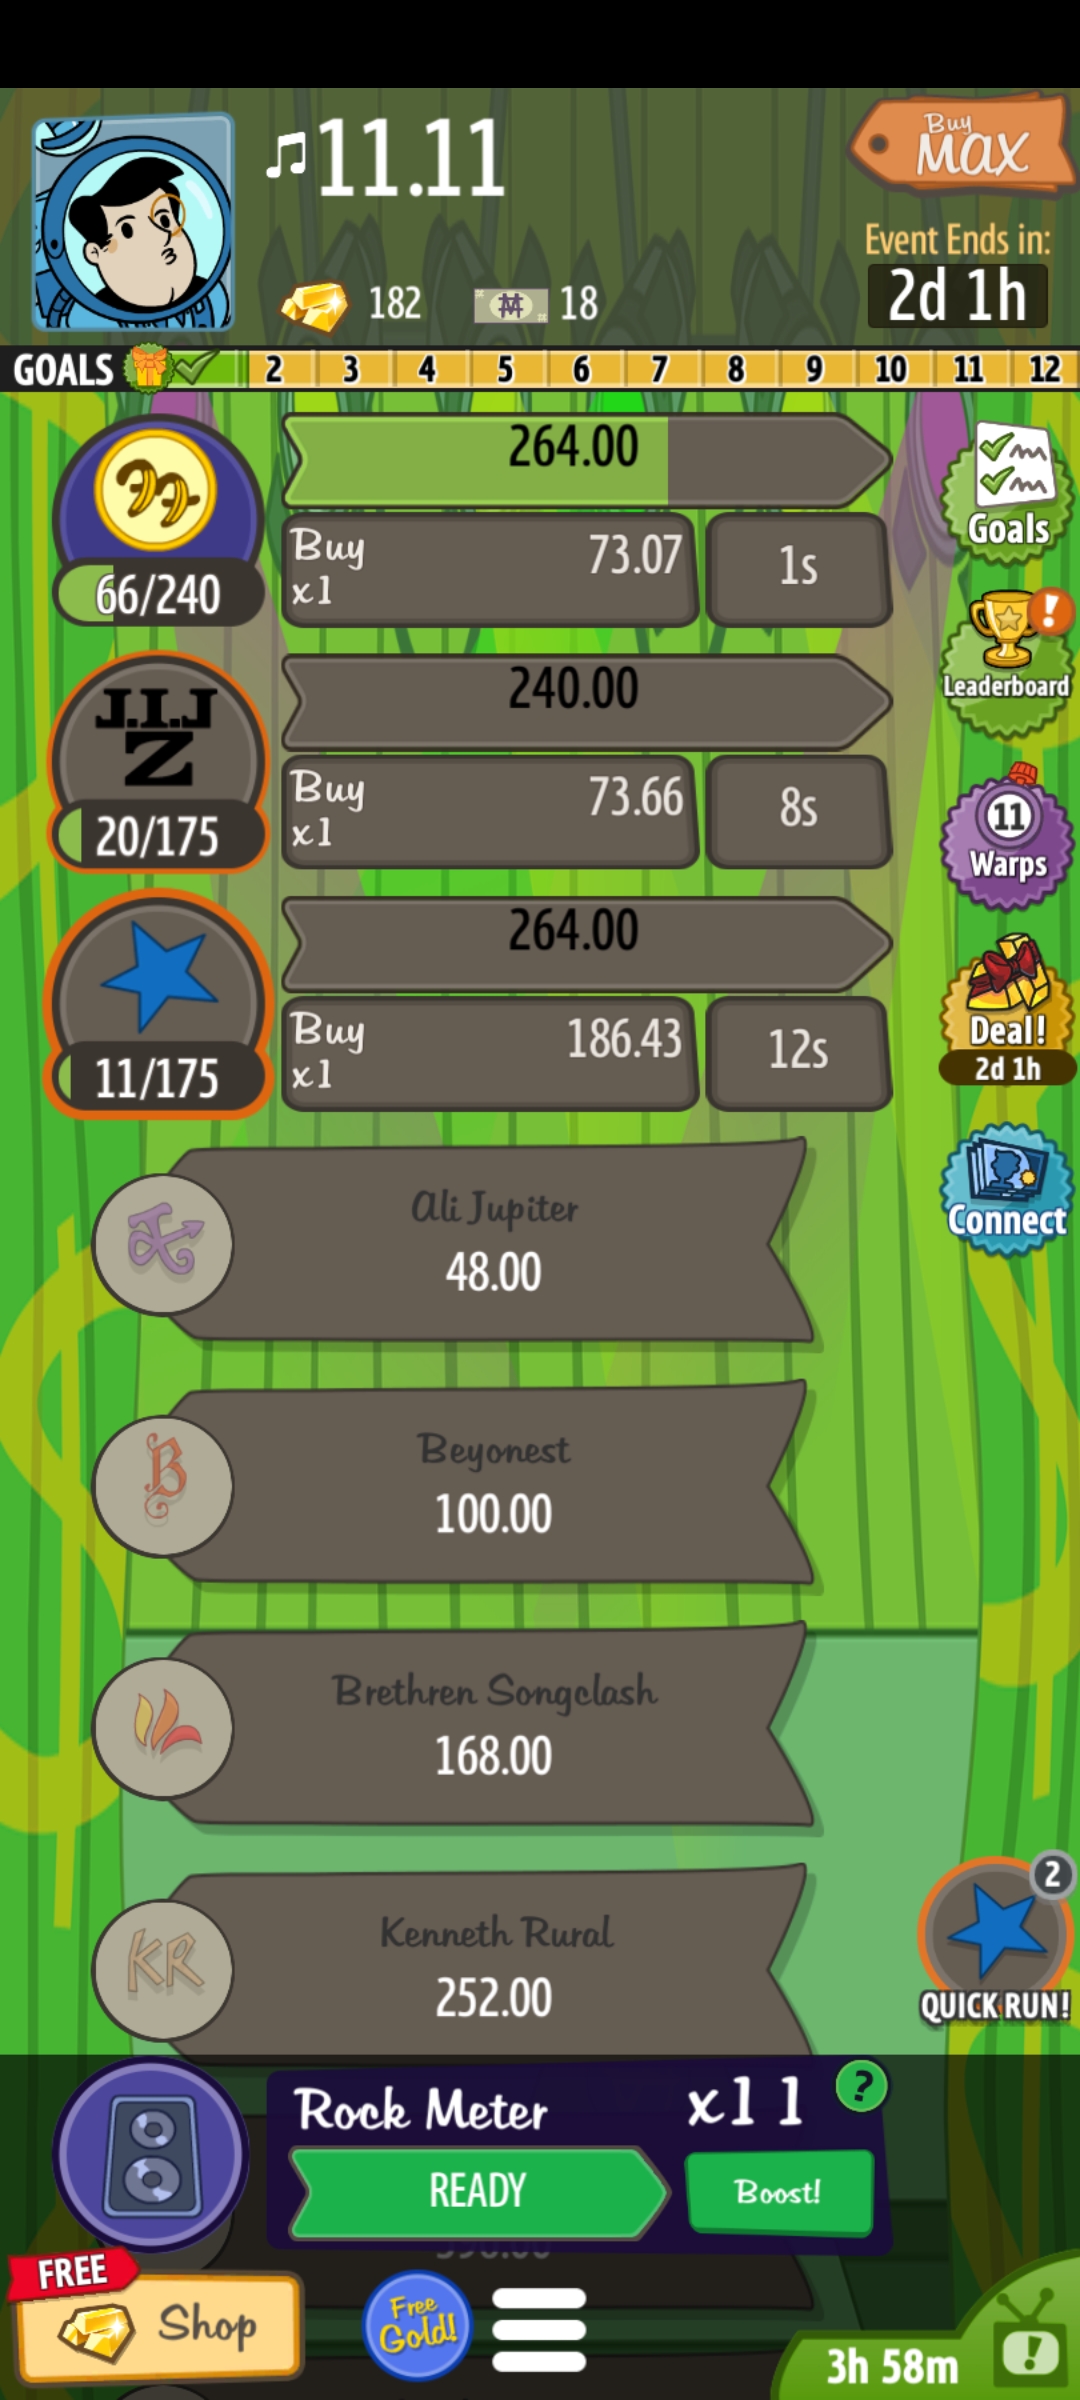 11.11
Buy
Max
Event Ends in:
2d 1h
182
18
GOALS 2 3 4 5 6 7 8 9 10 11 12
264.00
66/240
Buy
x1
73.07
1s
Goals
J.I.J
Z
240.00
20/175
Buy
x1
73.66
8s
!
Leaderboard
11
Warps
264.00
11/175
Buy
x1
186.43
12s
Deal!
2d 1h
Connect
Ali Jupiter
48.00
B
Beyonest
100.00
Brethren Songclash
168.00
KR
Kenneth Rural
252.00
2
QUICK RUN!
Rock Meter
x11
?
READY
Boost!
FREE
Shop
Free
Gold!
3h 58m
!